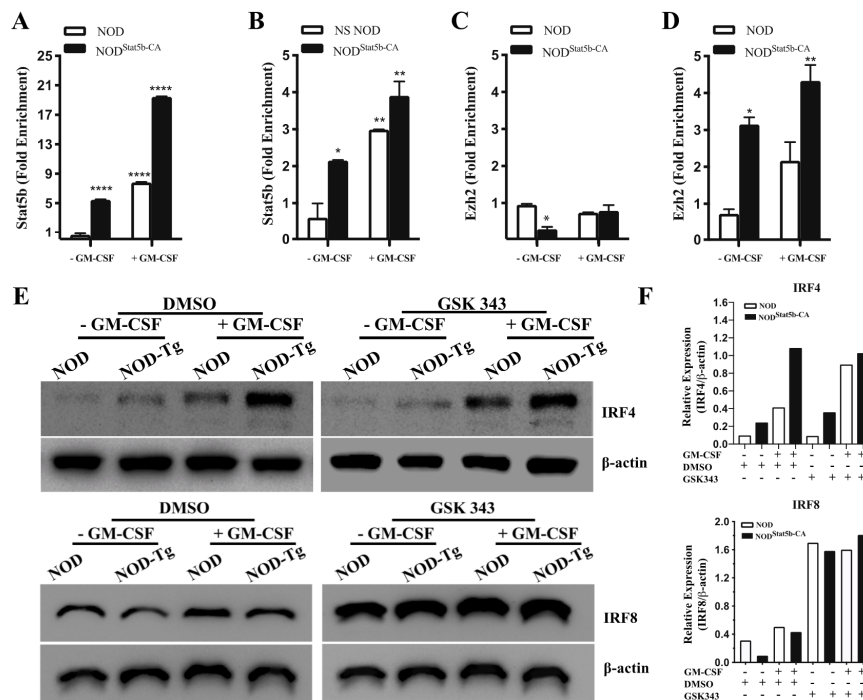 A
NOD
NOD^Stat5b-CA
Stat5b (Fold Enrichment)
25
21
17
13
9
5
1
****
****
****
- GM-CSF
+ GM-CSF
B
NS NOD
NOD^Stat5b-CA
Stat5b (Fold Enrichment)
5
4
3
2
1
0
*
**
**
- GM-CSF
+ GM-CSF
C
NOD
NOD^Stat5b-CA
Ezh2 (Fold Enrichment)
5
4
3
2
1
0
*
- GM-CSF
+ GM-CSF
D
NOD
NOD^Stat5b-CA
Ezh2 (Fold Enrichment)
5
4
3
2
1
0
*
**
- GM-CSF
+ GM-CSF
E
DMSO
- GM-CSF
+ GM-CSF
NOD
NOD-Tg
NOD
NOD-Tg
GSK 343
- GM-CSF
+ GM-CSF
NOD
NOD-Tg
NOD
NOD-Tg
IRF4
β-actin
DMSO
- GM-CSF
+ GM-CSF
NOD
NOD-Tg
NOD
NOD-Tg
GSK 343
- GM-CSF
+ GM-CSF
NOD
NOD-Tg
NOD
NOD-Tg
IRF8
β-actin
F
IRF4
NOD
NOD^Stat5b-CA
Relative Expression
(IRF4/β-actin)
1.6
1.4
1.0
0.6
0.4
0.0
GM-CSF - - + + - - + +
DMSO + + + + - - - -
GSK343 - - - - + + + +
IRF8
NOD
NOD^Stat5b-CA
Relative Expression
(IRF8/β-actin)
2.0
1.6
1.2
0.8
0.4
0.0
GM-CSF - - + + - - + +
DMSO + + + + - - - -
GSK343 - - - - + + + +